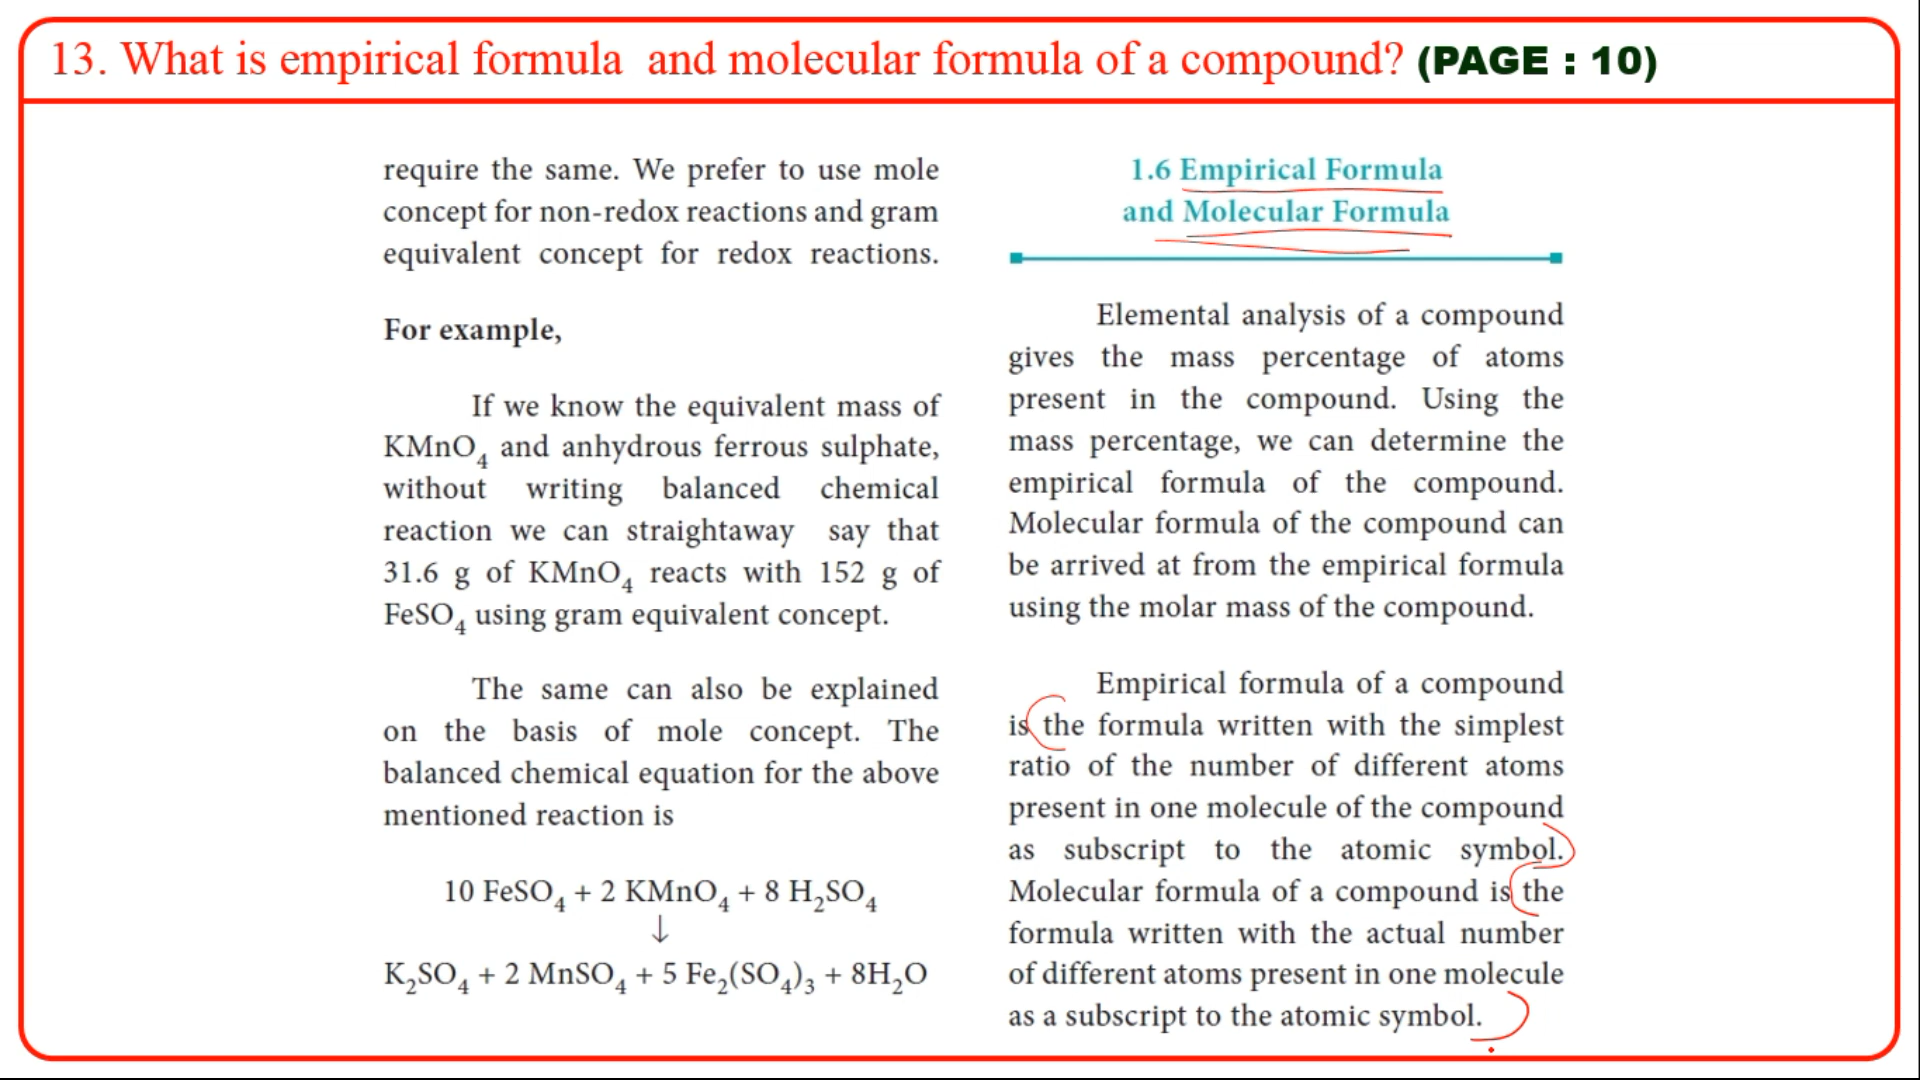 13. What is empirical formula and molecular formula of a compound? (PAGE : 10)
require the same. We prefer to use mole
concept for non-redox reactions and gram
equivalent concept for redox reactions.
For example,
If we know the equivalent mass of
KMnO₄ and anhydrous ferrous sulphate,
without writing balanced chemical
reaction we can straightaway say that
31.6 g of KMnO₄ reacts with 152 g of
FeSO₄ using gram equivalent concept.
The same can also be explained
on the basis of mole concept. The
balanced chemical equation for the above
mentioned reaction is
10 FeSO₄ + 2 KMnO₄ + 8 H₂SO₄
↓
K₂SO₄ + 2 MnSO₄ + 5 Fe₂(SO₄)₃ + 8H₂O
1.6 Empirical Formula
and Molecular Formula
Elemental analysis of a compound
gives the mass percentage of atoms
present in the compound. Using the
mass percentage, we can determine the
empirical formula of the compound.
Molecular formula of the compound can
be arrived at from the empirical formula
using the molar mass of the compound.
Empirical formula of a compound
is the formula written with the simplest
ratio of the number of different atoms
present in one molecule of the compound
as subscript to the atomic symbol.
Molecular formula of a compound is the
formula written with the actual number
of different atoms present in one molecule
as a subscript to the atomic symbol.